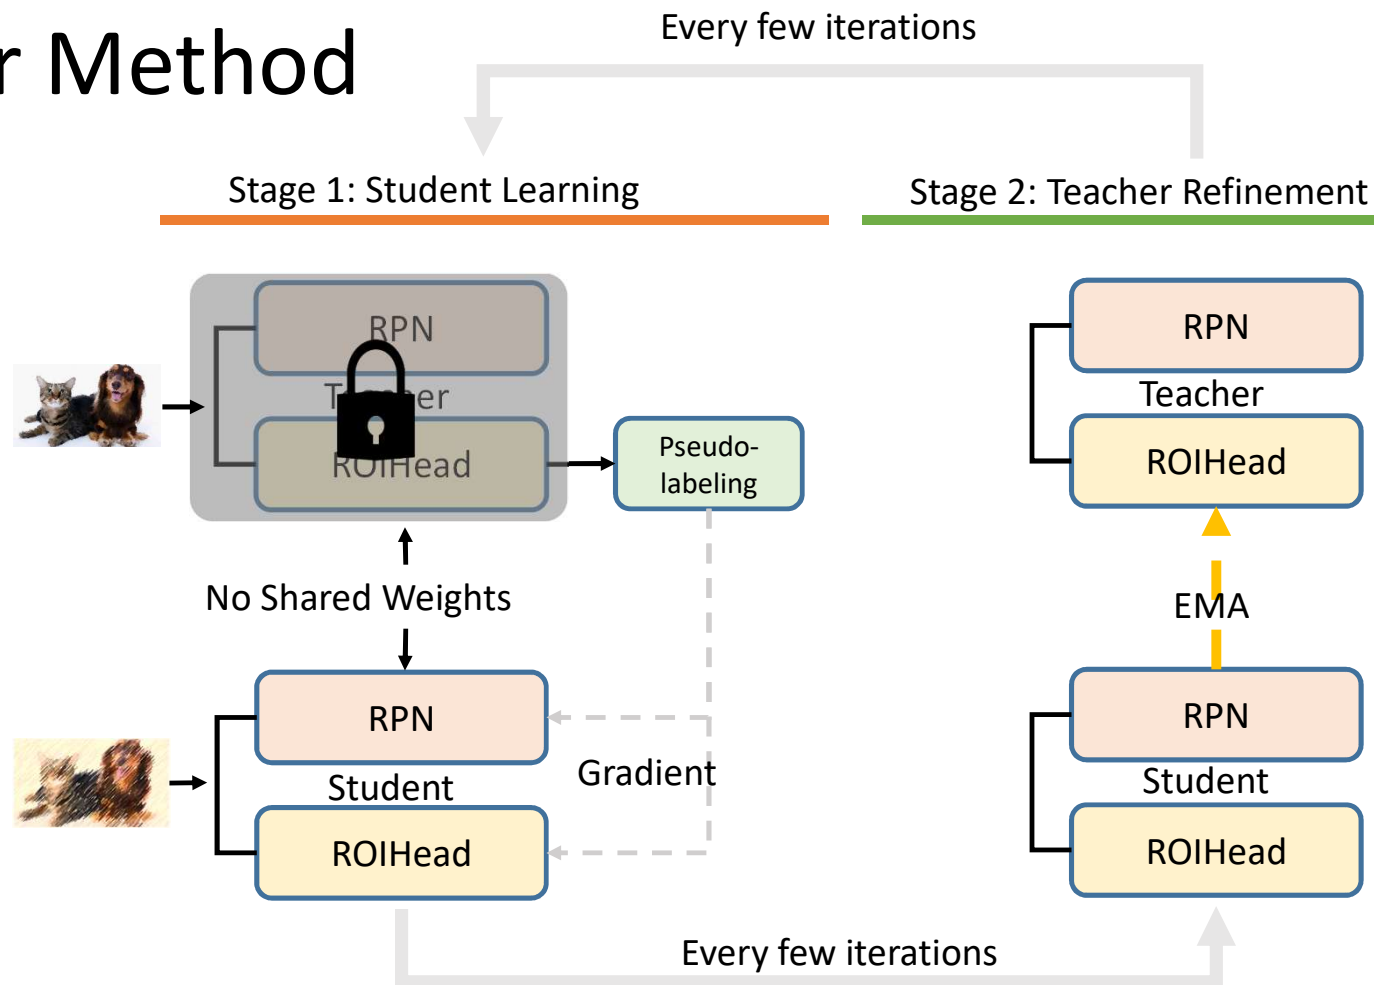 r Method
Every few iterations
Stage 1: Student Learning
Stage 2: Teacher Refinement
RPN
Teacher
ROIHead
Pseudo-
labeling
No Shared Weights
RPN
Student
ROIHead
Gradient
RPN
Teacher
ROIHead
EMA
RPN
Student
ROIHead
Every few iterations